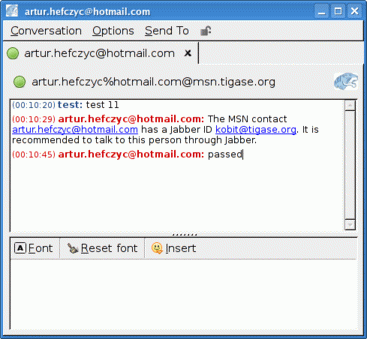 artur.hefczyc@hotmail.com
Conversation Options Send To
artur.hefczyc@hotmail.com x
artur.hefczyc%hotmail.com@msn.tigase.org
(00:10:20) test: test 11
(00:10:29) artur.hefczyc@hotmail.com: The MSN contact
artur.hefczyc@hotmail.com has a Jabber ID kobit@tigase.org. It is
recommended to talk to this person through Jabber.
(00:10:45) artur.hefczyc@hotmail.com: passed
A Font Reset font Insert